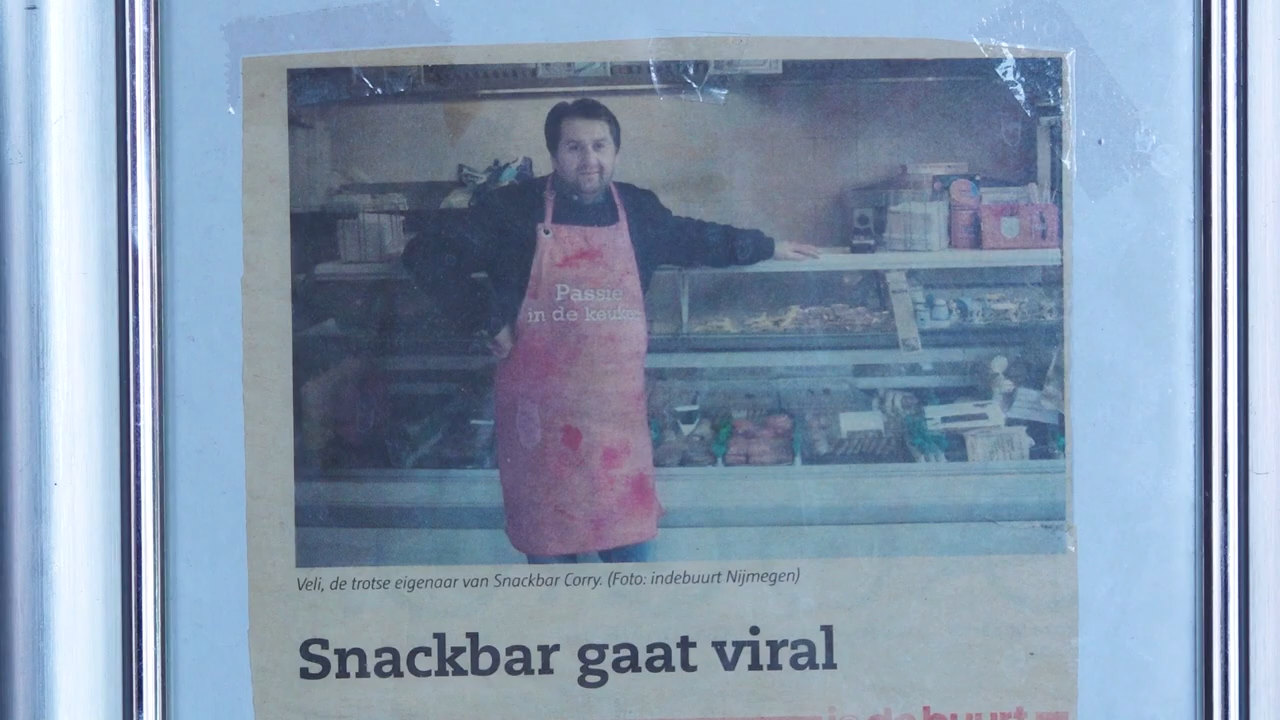 Passie
in de keuken
Veli, de trotse eigenaar van Snackbar Corry. (Foto: indebuurt Nijmegen)
Snackbar gaat viral